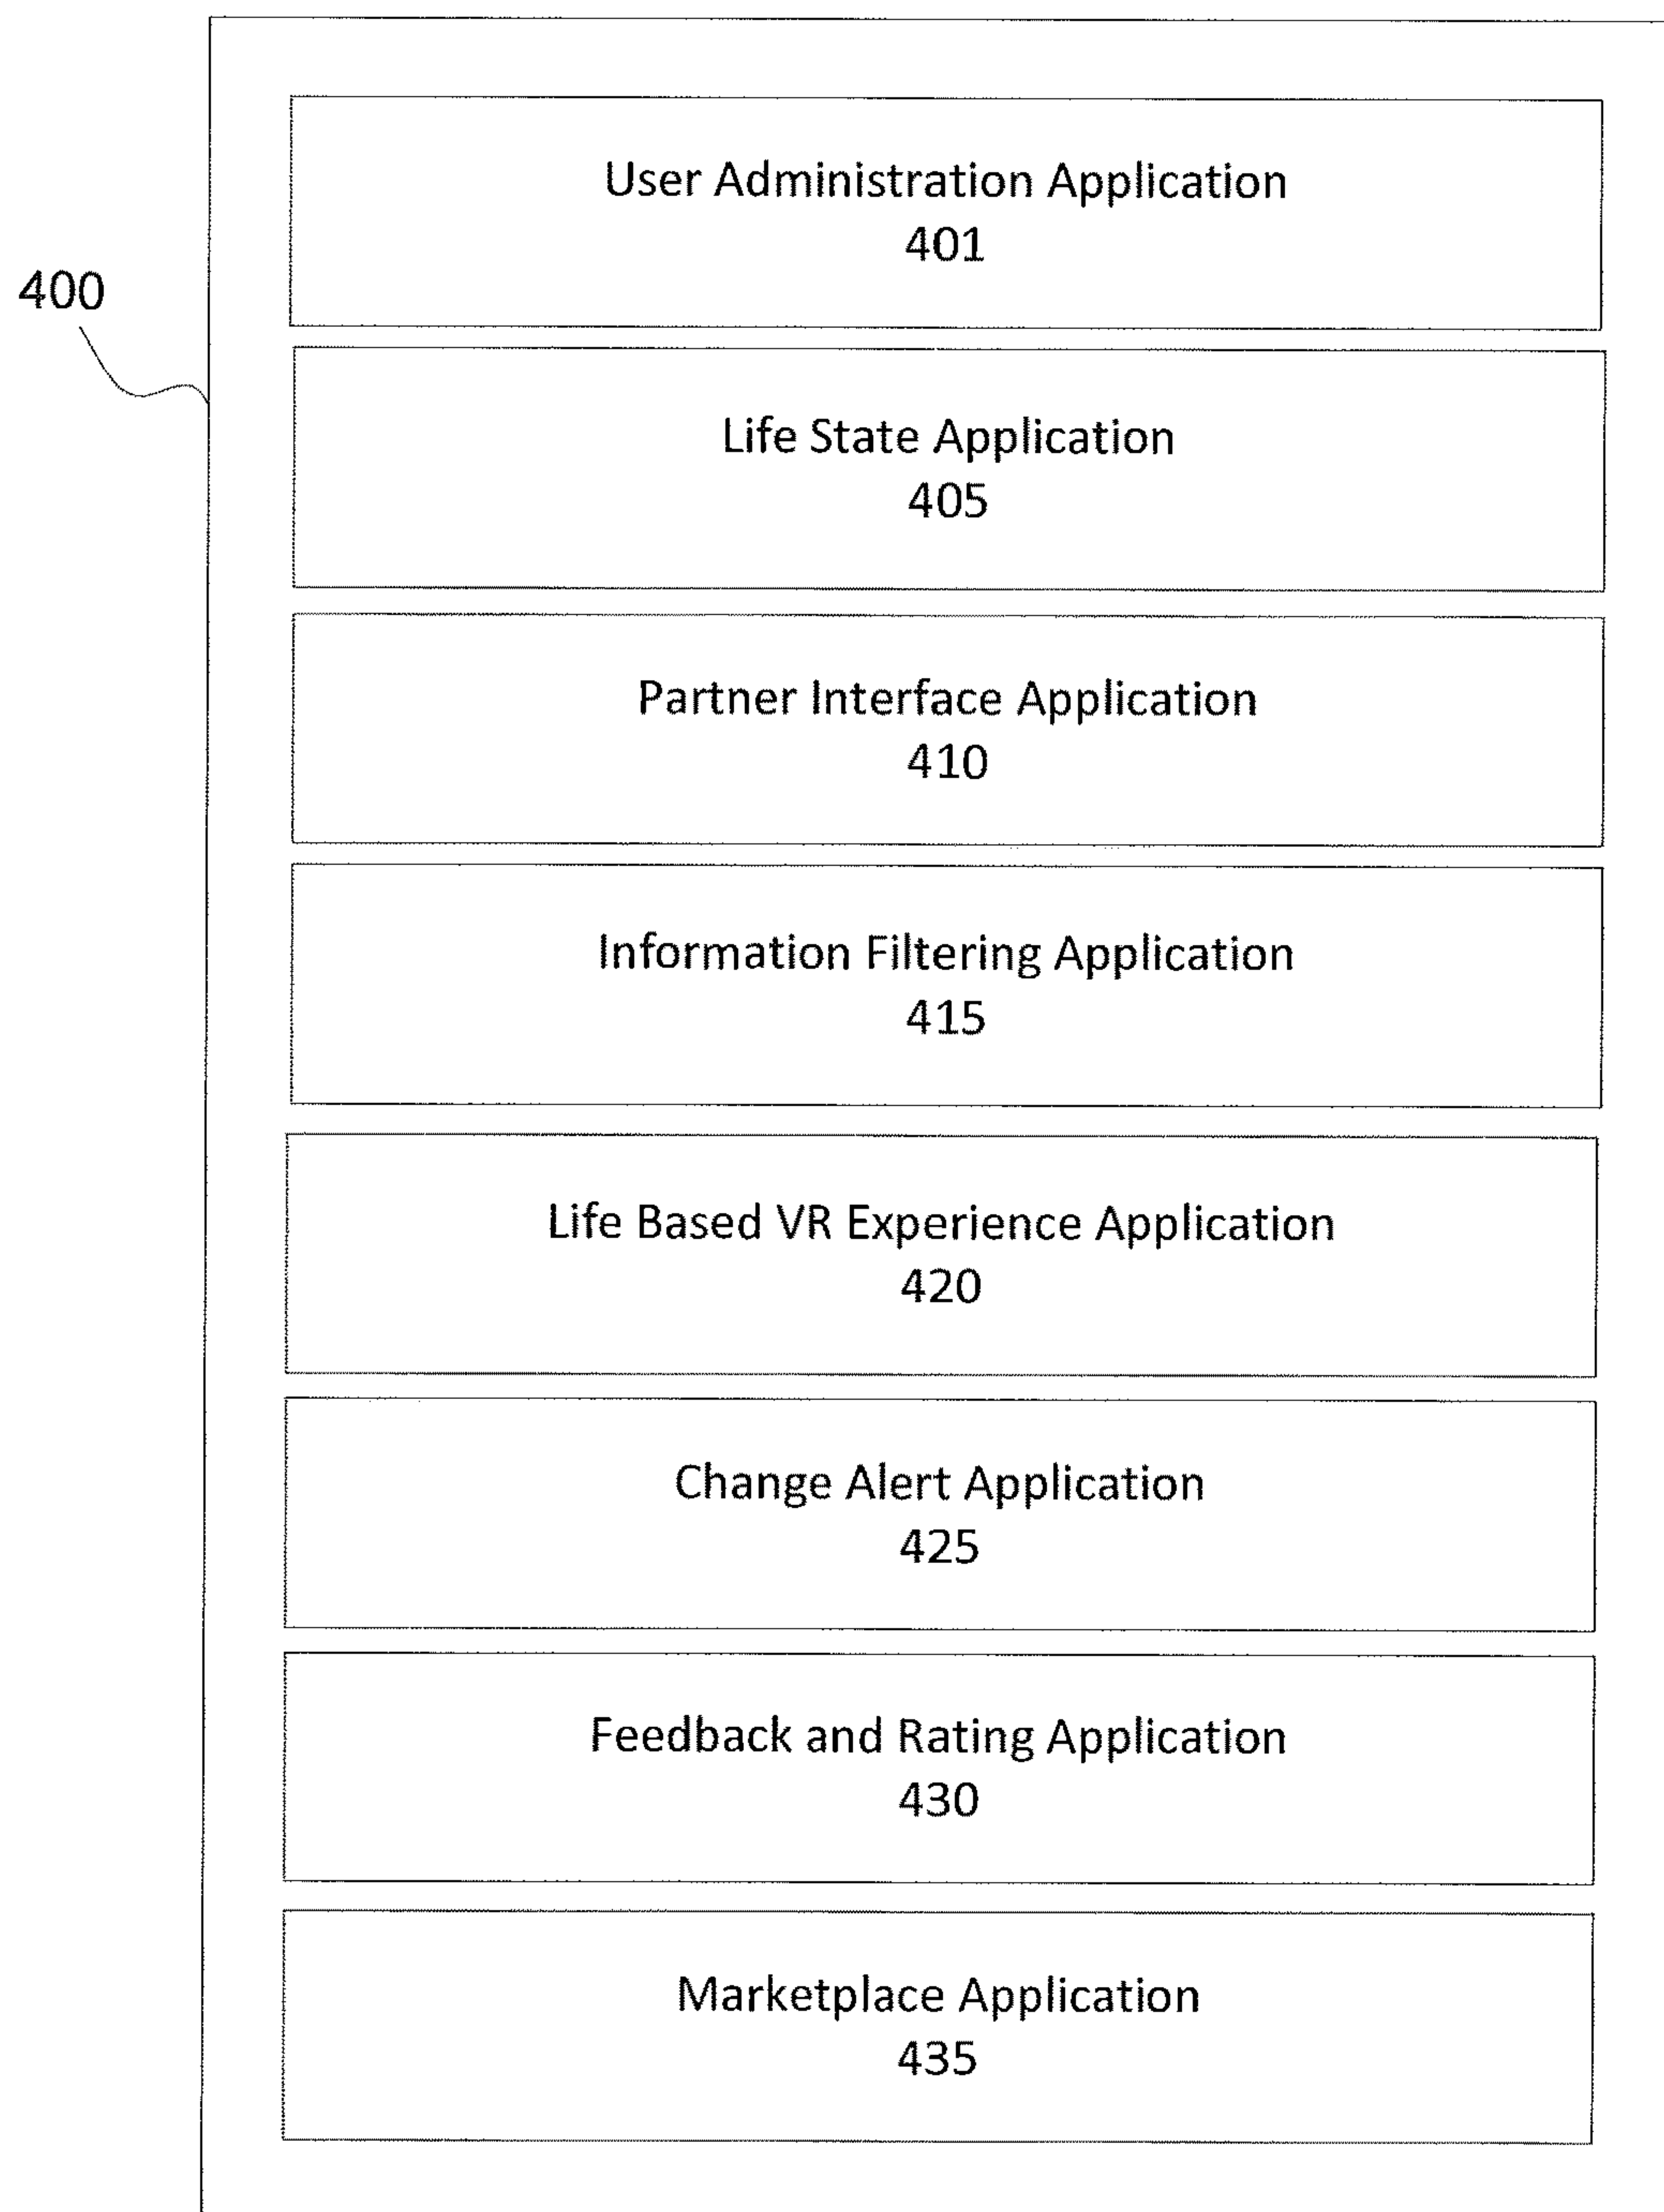 User Administration Application
401
400
Life State Application
405
Partner Interface Application
410
Information Filtering Application
415
Life Based VR Experience Application
420
Change Alert Application
425
Feedback and Rating Application
430
Marketplace Application
435